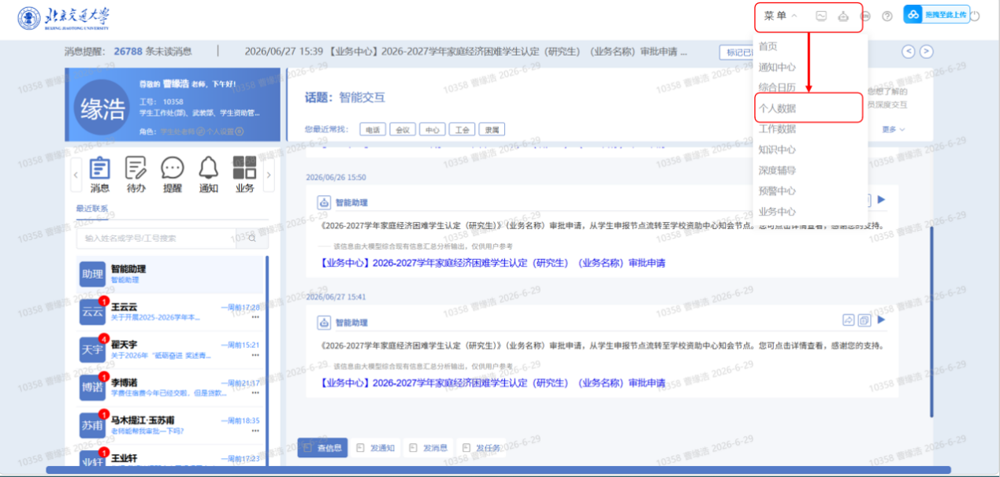 北京交通大学
BEIJING JIAOTONG UNIVERSITY
菜单
拖拽至此上传
消息提醒： 26788 条未读消息
2026/06/27 15:39 【业务中心】2026-2027学年家庭经济困难学生认定（研究生）（业务名称）审批申请 ...
标记已
首页
通知中心
综合日历
个人数据
工作数据
知识中心
深度辅导
预警中心
业务中心
缘浩
尊敬的 曹缘浩 老师，下午好！
工号： 10358
学生工作处(部)、武装部、学生资助管...
角色：
个人设置
话题：智能交互
您想了解的
员深度交互
您最近常找：
电话
会议
中心
工会
隶属
更多
消息
待办
提醒
通知
业务
最近联系
输入姓名或学号/工号搜索
助理
智能助理
智能助理
云云
1
王云云
一周前17:28
关于开展2025-2026学年本...
天宇
4
翟天宇
一周前15:21
关于2026年“砥砺奋进 奖述青...
博诺
1
李博诺
一周前21:17
学费住宿费今年已经交啦，但是贷款...
苏甫
1
马木提江·玉苏甫
一周前18:35
老师能帮我审批一下吗？
业轩
1
王业轩
一周前17:23
2026/06/26 15:50
智能助理
《2026-2027学年家庭经济困难学生认定（研究生）》（业务名称）审批申请，从学生申报节点流转至学校资助中心知会节点。您可点击详情查看，感谢您的支持。
—— 该信息由大模型综合现有信息汇总分析输出，仅供用户参考
【业务中心】2026-2027学年家庭经济困难学生认定（研究生）（业务名称）审批申请
2026/06/27 15:41
智能助理
《2026-2027学年家庭经济困难学生认定（研究生）》（业务名称）审批申请，从学生申报节点流转至学校资助中心知会节点。您可点击详情查看，感谢您的支持。
—— 该信息由大模型综合现有信息汇总分析输出，仅供用户参考
【业务中心】2026-2027学年家庭经济困难学生认定（研究生）（业务名称）审批申请
查信息
发通知
发消息
发任务
10358 曹缘浩 2026-6-29